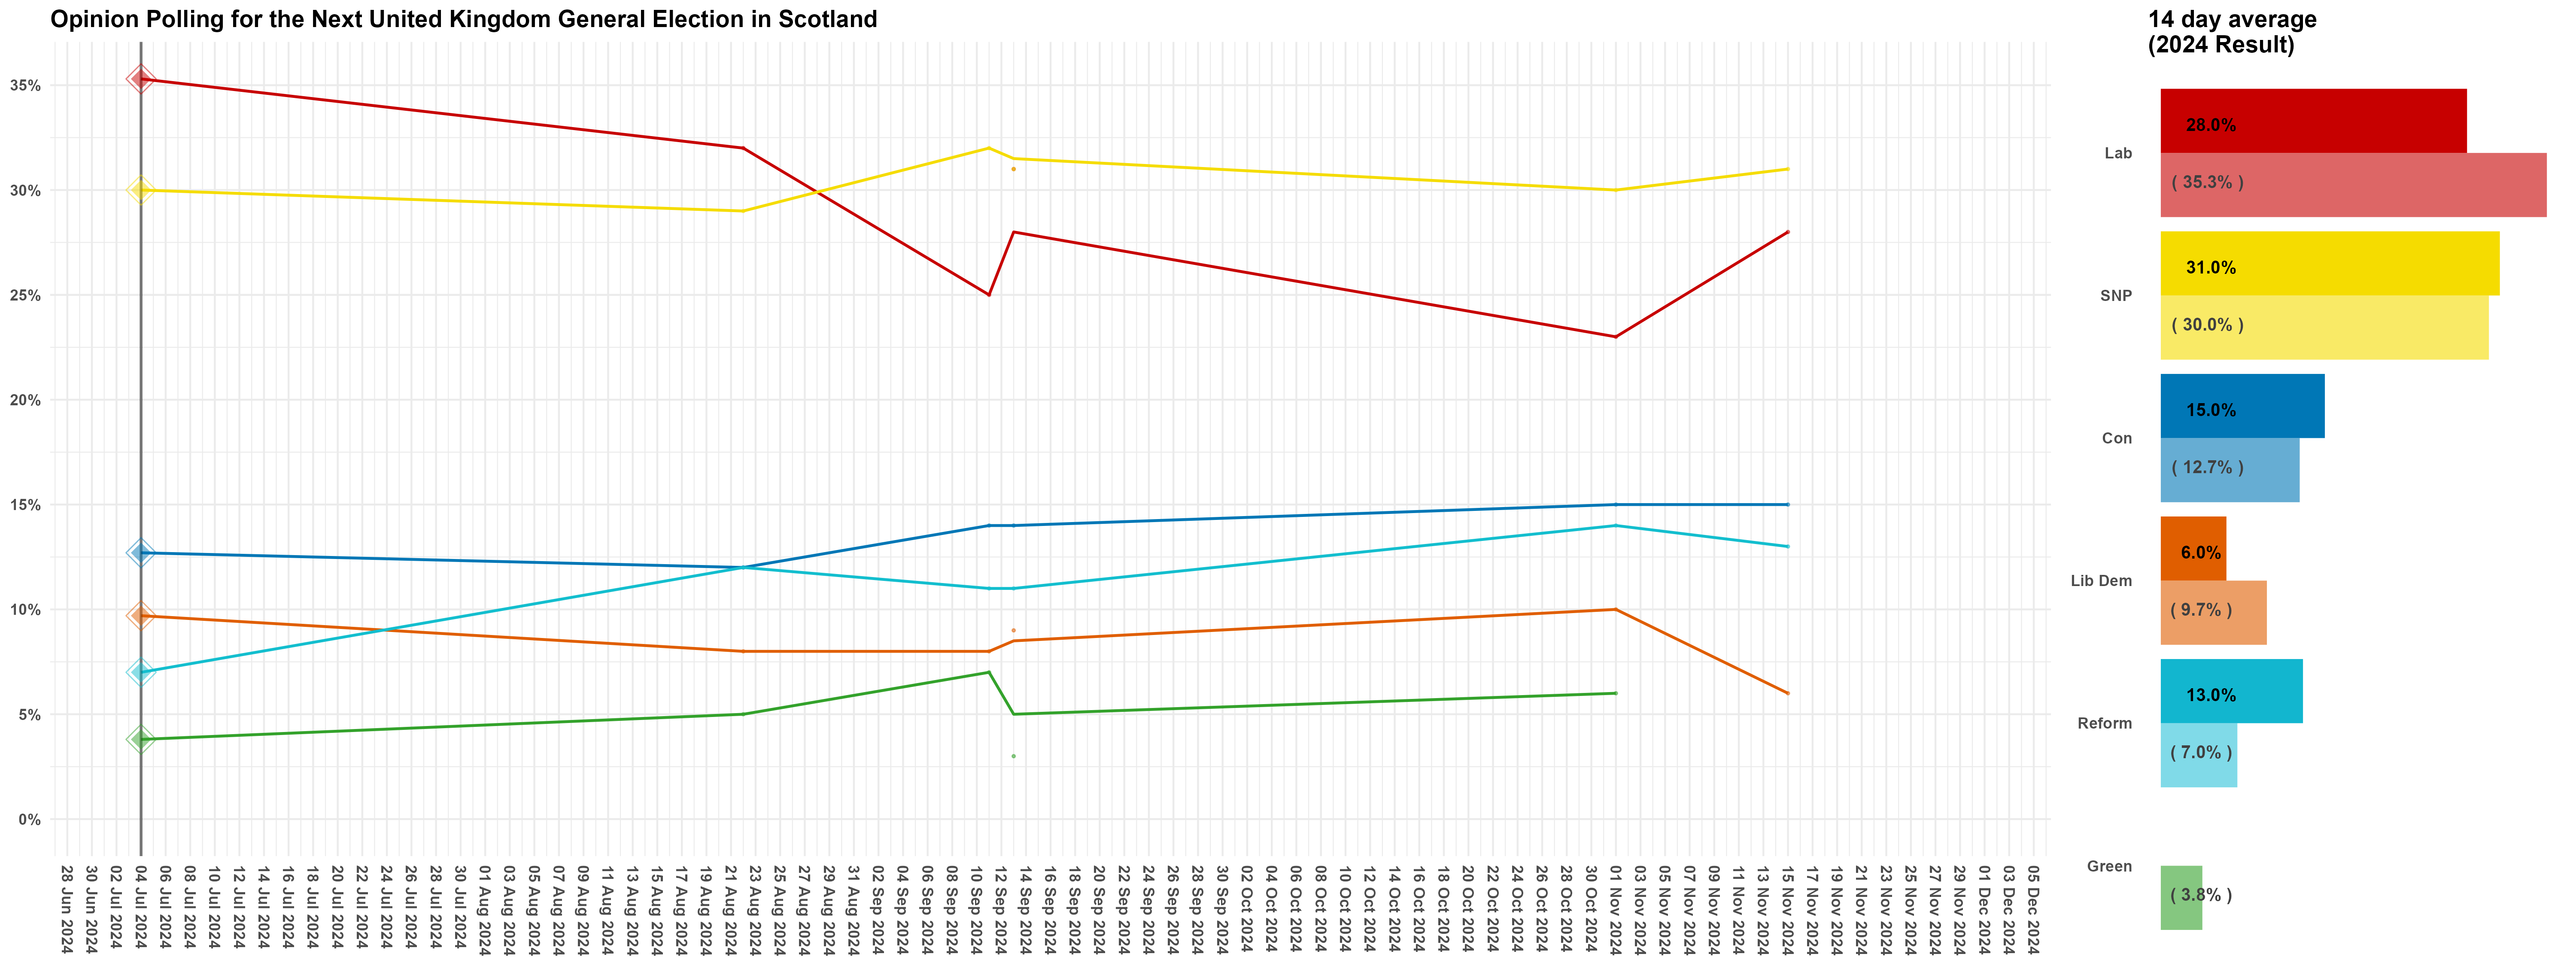 Opinion Polling for the Next United Kingdom General Election in Scotland
35%
30%
25%
20%
15%
10%
5%
0%
28 Jun 2024
30 Jun 2024
02 Jul 2024
04 Jul 2024
06 Jul 2024
08 Jul 2024
10 Jul 2024
12 Jul 2024
14 Jul 2024
16 Jul 2024
18 Jul 2024
20 Jul 2024
22 Jul 2024
24 Jul 2024
26 Jul 2024
28 Jul 2024
30 Jul 2024
01 Aug 2024
03 Aug 2024
05 Aug 2024
07 Aug 2024
09 Aug 2024
11 Aug 2024
13 Aug 2024
15 Aug 2024
17 Aug 2024
19 Aug 2024
21 Aug 2024
23 Aug 2024
25 Aug 2024
27 Aug 2024
29 Aug 2024
31 Aug 2024
02 Sep 2024
04 Sep 2024
06 Sep 2024
08 Sep 2024
10 Sep 2024
12 Sep 2024
14 Sep 2024
16 Sep 2024
18 Sep 2024
20 Sep 2024
22 Sep 2024
24 Sep 2024
26 Sep 2024
28 Sep 2024
30 Sep 2024
02 Oct 2024
04 Oct 2024
06 Oct 2024
08 Oct 2024
10 Oct 2024
12 Oct 2024
14 Oct 2024
16 Oct 2024
18 Oct 2024
20 Oct 2024
22 Oct 2024
24 Oct 2024
26 Oct 2024
28 Oct 2024
30 Oct 2024
01 Nov 2024
03 Nov 2024
05 Nov 2024
07 Nov 2024
09 Nov 2024
11 Nov 2024
13 Nov 2024
15 Nov 2024
17 Nov 2024
19 Nov 2024
21 Nov 2024
23 Nov 2024
25 Nov 2024
27 Nov 2024
29 Nov 2024
01 Dec 2024
03 Dec 2024
05 Dec 2024
14 day average
(2024 Result)
Lab
28.0%
( 35.3% )
SNP
31.0%
( 30.0% )
Con
15.0%
( 12.7% )
Lib Dem
6.0%
( 9.7% )
Reform
13.0%
( 7.0% )
Green
( 3.8% )